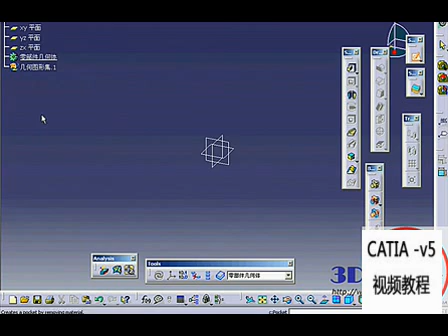 xy 平面
yz 平面
zx 平面
零部件几何体
几何图形集.1
Analysis
Tools
零部件几何体
3D
http://
CATIA -v5
视频教程
Creates a pocket by removing material
c:Pocket